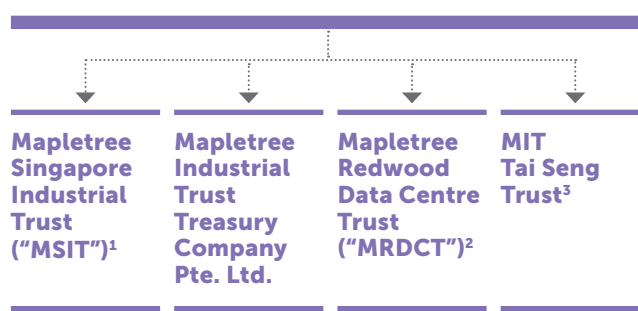 Mapletree
Singapore
Industrial
Trust
(“MSIT”)¹
Mapletree
Industrial
Trust
Treasury
Company
Pte. Ltd.
Mapletree
Redwood
Data Centre
Trust
(“MRDCT”)²
MIT
Tai Seng
Trust³